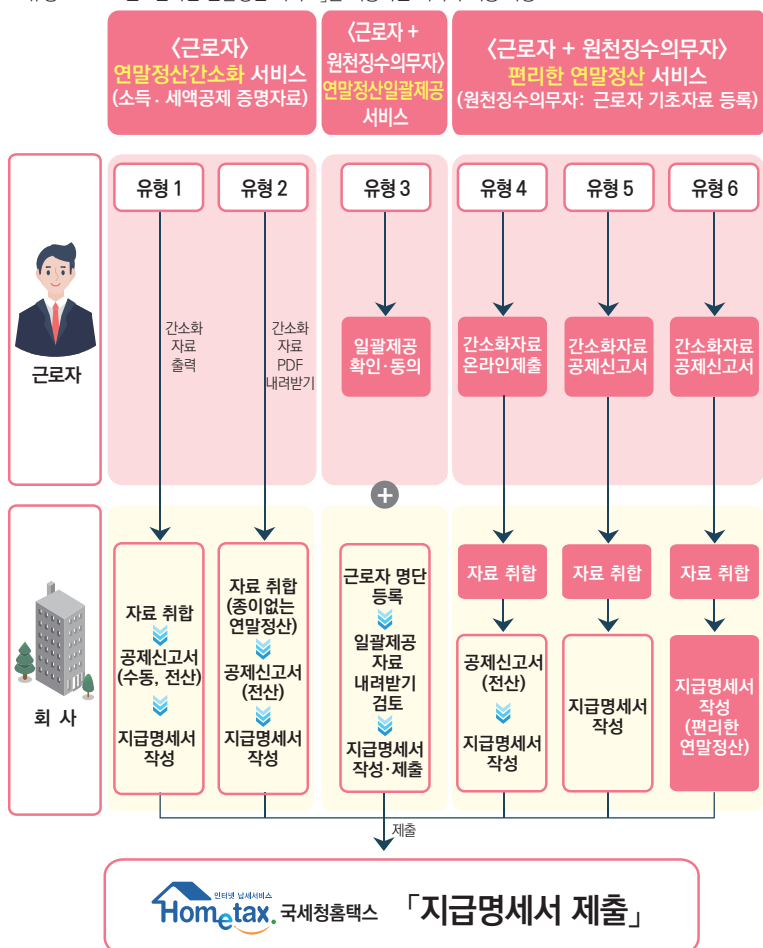 〈근로자〉
연말정산간소화 서비스
(소득·세액공제 증명자료)
〈근로자 +
원천징수의무자〉
연말정산일괄제공
서비스
〈근로자 + 원천징수의무자〉
편리한 연말정산 서비스
(원천징수의무자: 근로자 기초자료 등록)
유형 1
유형 2
유형 3
유형 4
유형 5
유형 6
근로자
간소화
자료
출력
간소화
자료
PDF
내려받기
일괄제공
확인·동의
간소화자료
온라인제출
간소화자료
공제신고서
간소화자료
공제신고서
+
회 사
자료 취합
공제신고서
(수동, 전산)
지급명세서
작성
자료 취합
(종이없는
연말정산)
공제신고서
(전산)
지급명세서
작성
근로자 명단
등록
일괄제공
자료
내려받기
검토
지급명세서
작성·제출
자료 취합
공제신고서
(전산)
지급명세서
작성
자료 취합
지급명세서
작성
자료 취합
지급명세서
작성
(편리한
연말정산)
제출
인터넷 납세서비스
Hometax. 국세청홈택스 「지급명세서 제출」